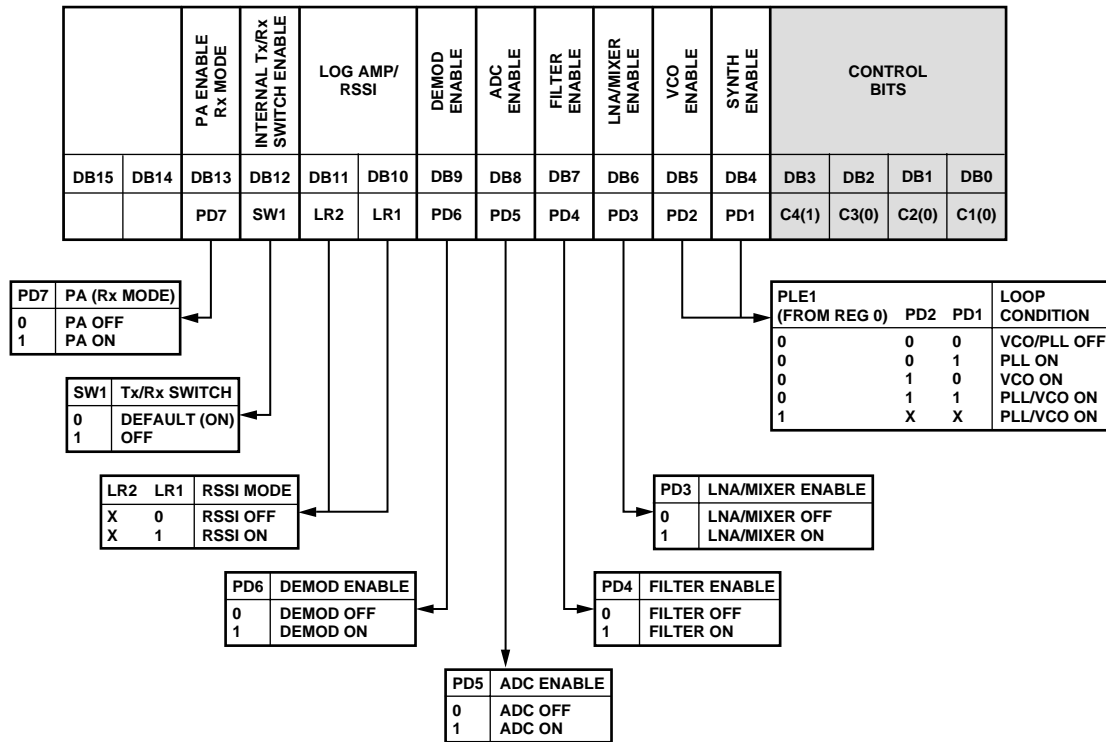 PA ENABLE
Rx MODE
INTERNAL Tx/Rx
SWITCH ENABLE
LOG AMP/
RSSI
DEMOD
ENABLE
ADC
ENABLE
FILTER
ENABLE
LNA/MIXER
ENABLE
VCO
ENABLE
SYNTH
ENABLE
CONTROL
BITS
DB15 DB14 DB13 DB12 DB11 DB10 DB9 DB8 DB7 DB6 DB5 DB4 DB3 DB2 DB1 DB0
PD7 SW1 LR2 LR1 PD6 PD5 PD4 PD3 PD2 PD1 C4(1) C3(0) C2(0) C1(0)
PD7 PA (Rx MODE)
0 PA OFF
1 PA ON
PLE1
(FROM REG 0) PD2 PD1 LOOP
CONDITION
0 0 0 VCO/PLL OFF
0 0 1 PLL ON
0 1 0 VCO ON
0 1 1 PLL/VCO ON
1 X X PLL/VCO ON
SW1 Tx/Rx SWITCH
0 DEFAULT (ON)
1 OFF
LR2 LR1 RSSI MODE
X 0 RSSI OFF
X 1 RSSI ON
PD3 LNA/MIXER ENABLE
0 LNA/MIXER OFF
1 LNA/MIXER ON
PD6 DEMOD ENABLE
0 DEMOD OFF
1 DEMOD ON
PD4 FILTER ENABLE
0 FILTER OFF
1 FILTER ON
PD5 ADC ENABLE
0 ADC OFF
1 ADC ON